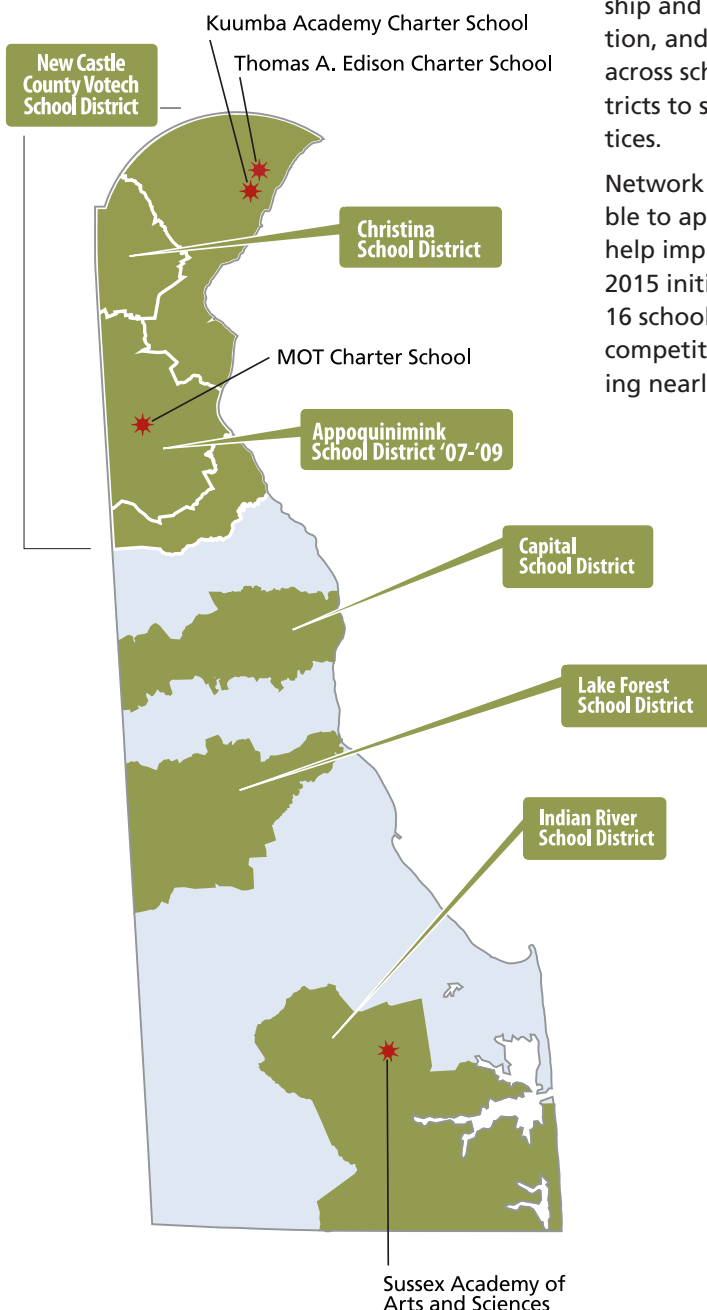 Kuumba Academy Charter School
Thomas A. Edison Charter School
New Castle
County Votech
School District
Christina
School District
MOT Charter School
Appoquinimink
School District ‘07-’09
Capital
School District
Lake Forest
School District
Indian River
School District
Sussex Academy of
Arts and Sciences
ship and
tion, and
across sch
tricts to s
tices.
Network
ble to ap
help imp
2015 initi
16 school
competit
ing nearl